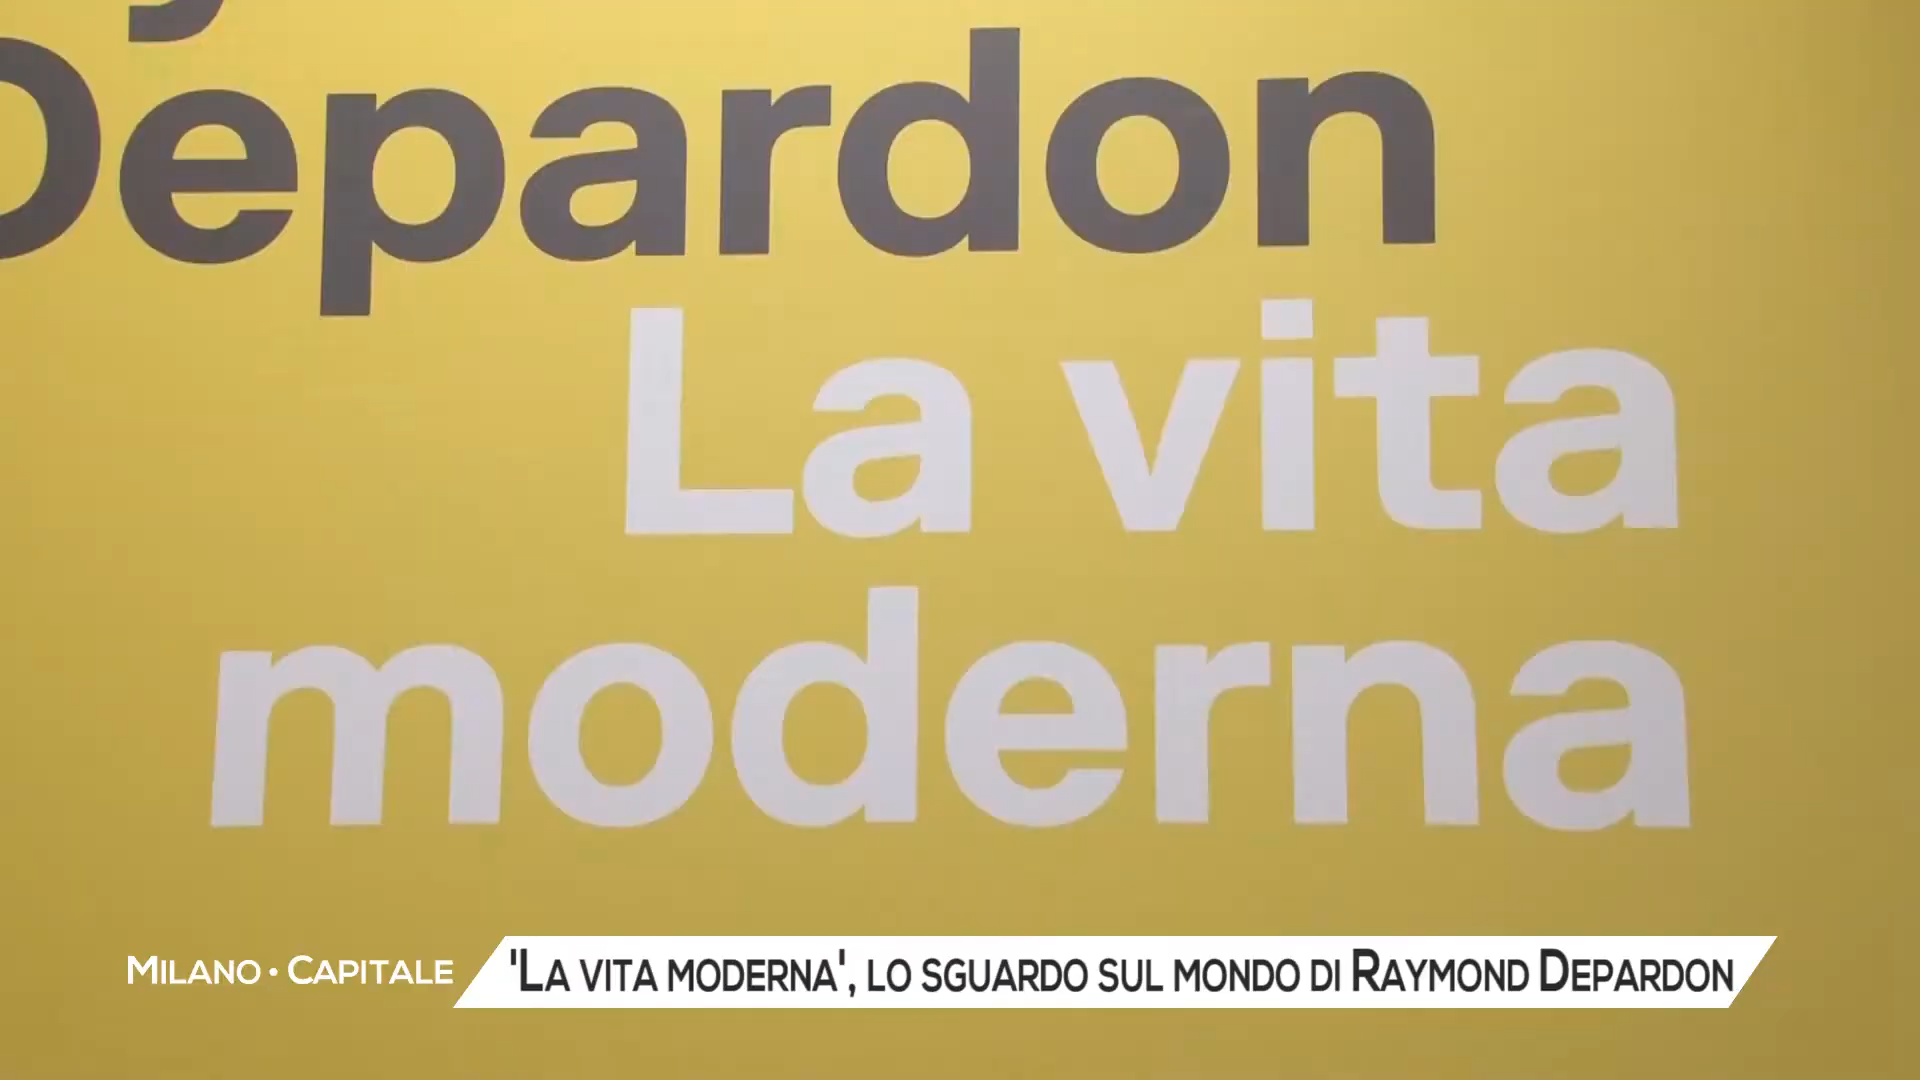 Depardon
La vita
moderna
MILANO • CAPITALE
'LA VITA MODERNA', LO SGUARDO SUL MONDO DI RAYMOND DEPARDON